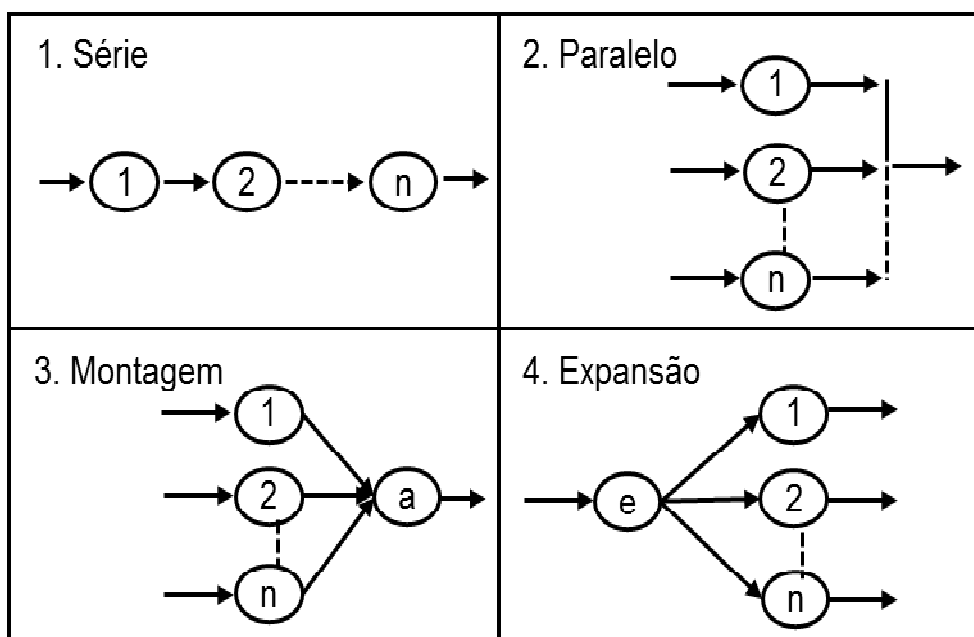 1. Série
1 2 n
2. Paralelo
1
2
n
3. Montagem
1
2 a
n
4. Expansão
1
e 2
n